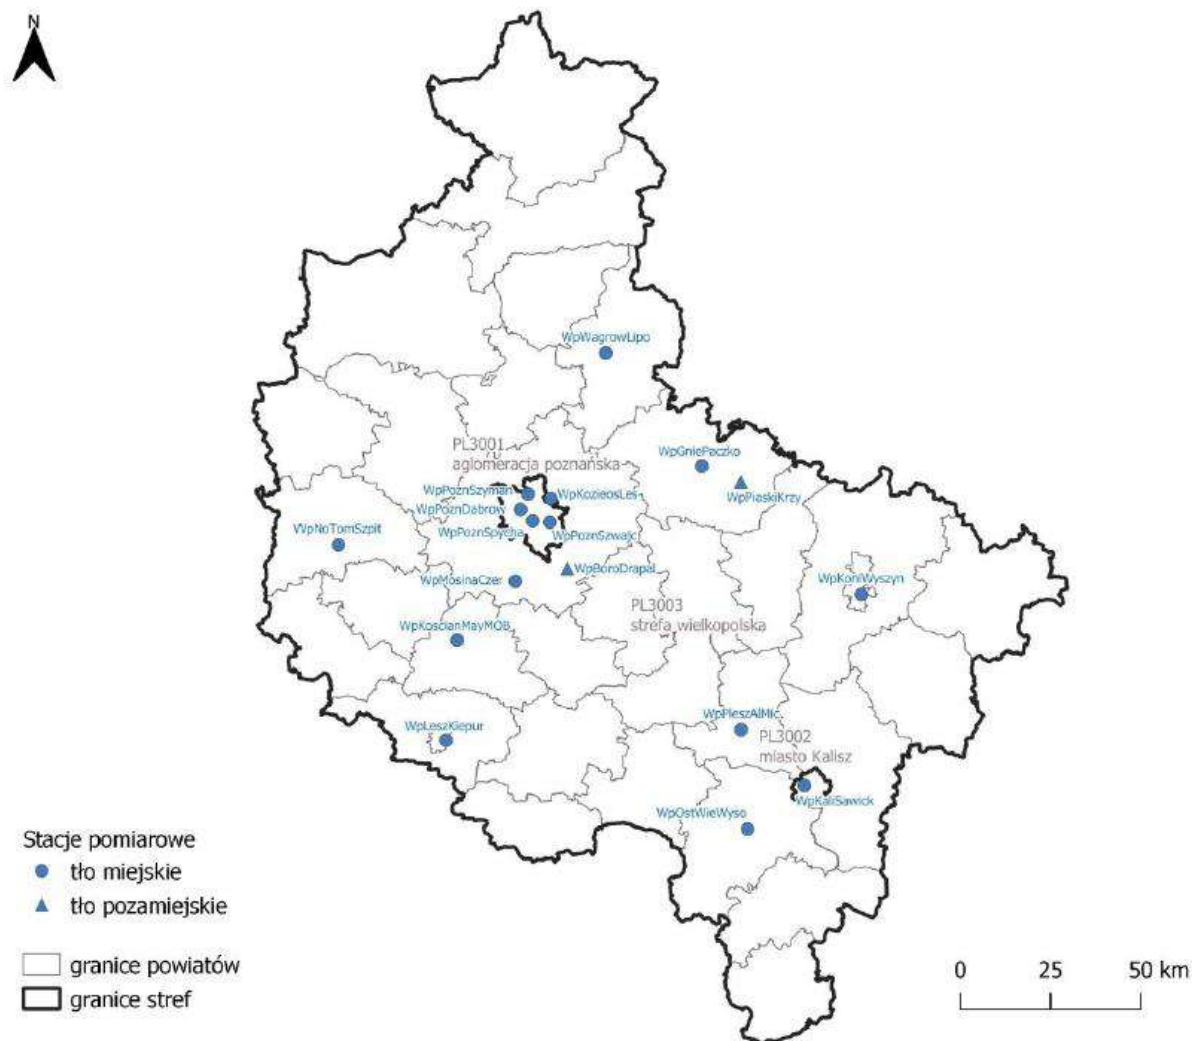 N
WpWagrowLipo
PL3001
aglomeracja poznańska
WpGniePaczko
WpPiaskiKrzy
WpPoznSzyman
WpKozieosLes
WpPoznDabrow
WpPoznSpycha
WpPoznSzwajc
WpNoTomSzpit
WpBoroDrapal
WpMosinaCzer
WpKoniWyszyn
PL3003
strefa wielkopolska
WpKoscianMayMOB
WpPleszAlMic
WpLeszKiepur
PL3002
miasto Kalisz
WpKaliSawick
WpOstWieWyso
Stacje pomiarowe
tło miejskie
tło pozamiejskie
granice powiatów
granice stref
0 25 50 km